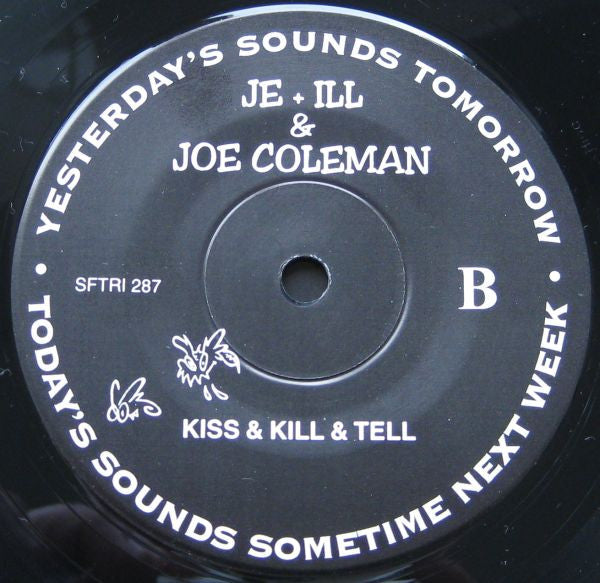 YESTERDAY'S SOUNDS TOMORROW •
TODAY'S SOUNDS SOMETIME NEXT WEEK •
JE + ILL
&
JOE COLEMAN
SFTRI 287
B
KISS & KILL & TELL